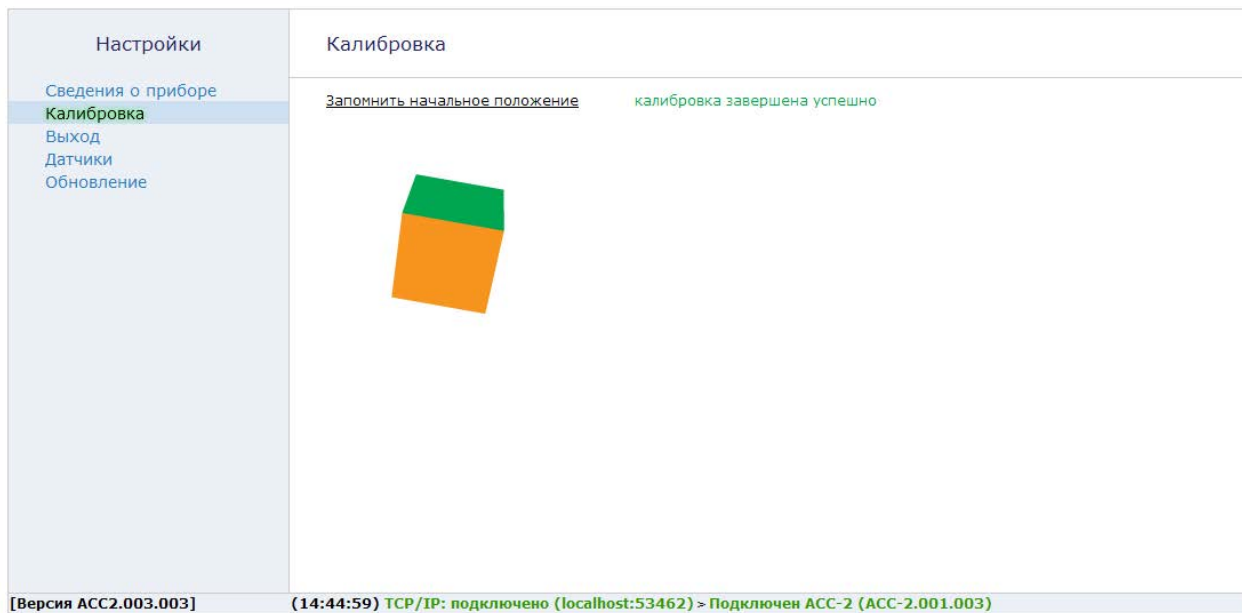 Настройки
Сведения о приборе
Калибровка
Выход
Датчики
Обновление
Калибровка
Запомнить начальное положение калибровка завершена успешно
[Версия ACC2.003.003] (14:44:59) TCP/IP: подключено (localhost:53462) > Подключен ACC-2 (ACC-2.001.003)